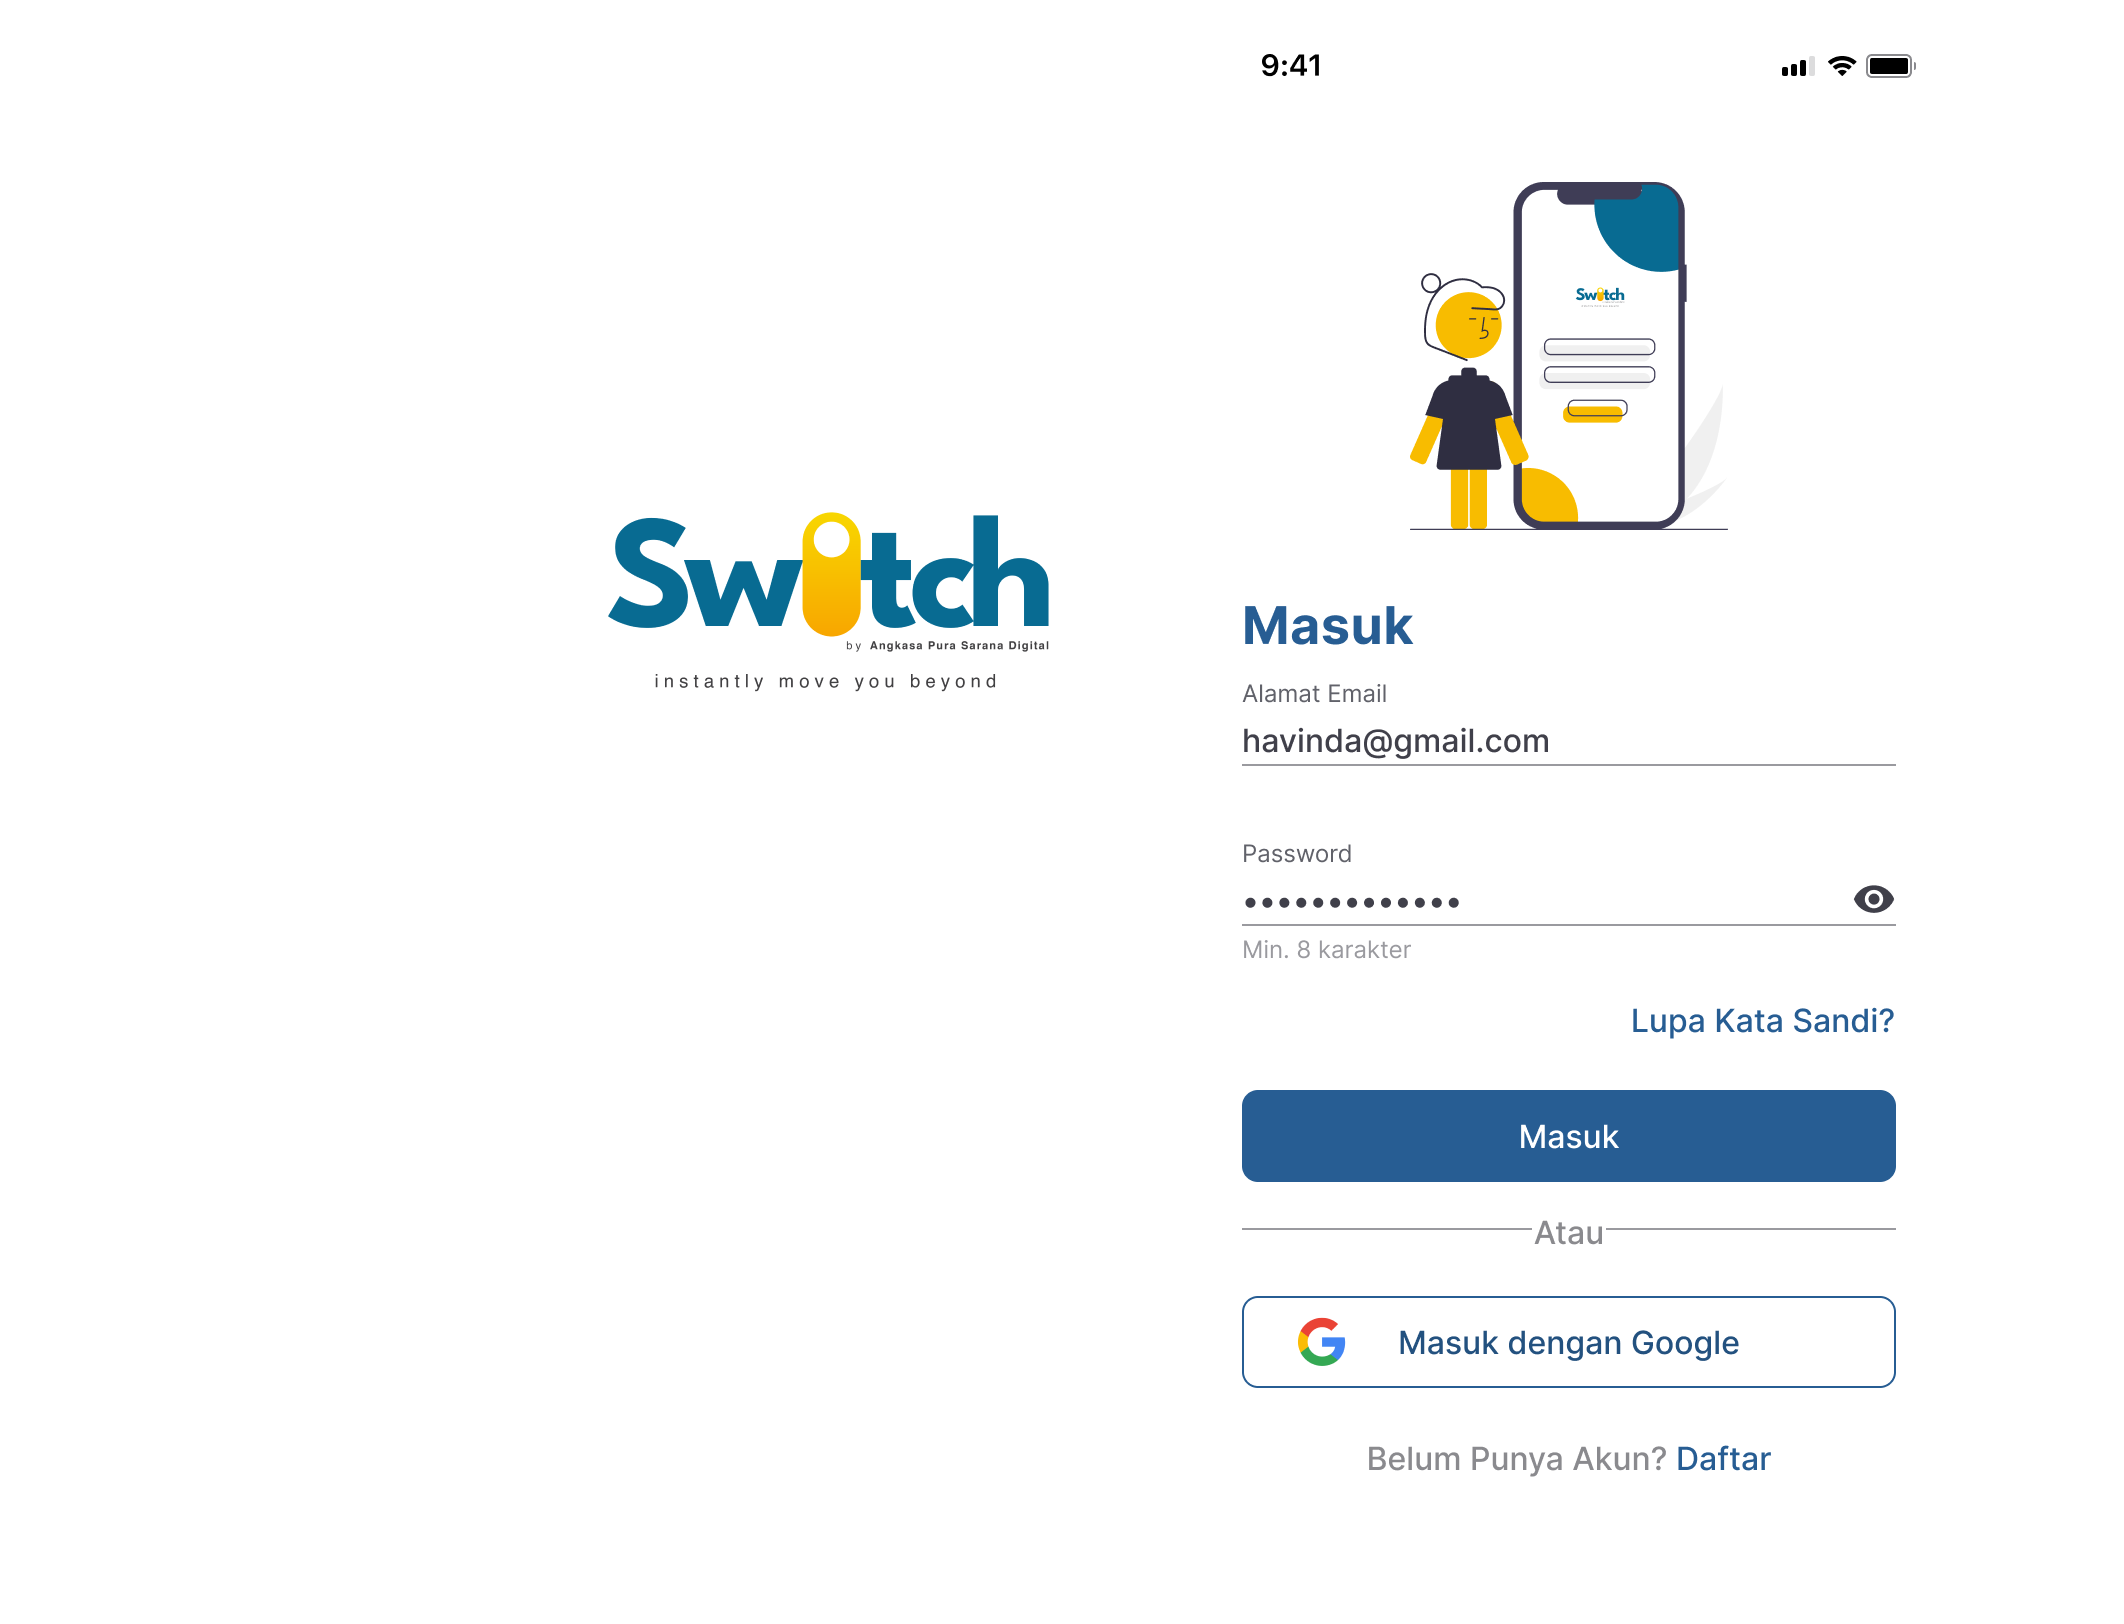 Switch
by Angkasa Pura Sarana Digital
instantly move you beyond
9:41
Switch
Masuk
Alamat Email
havinda@gmail.com
Password
•••••••••••••
Min. 8 karakter
Lupa Kata Sandi?
Masuk
Atau
Masuk dengan Google
Belum Punya Akun? Daftar